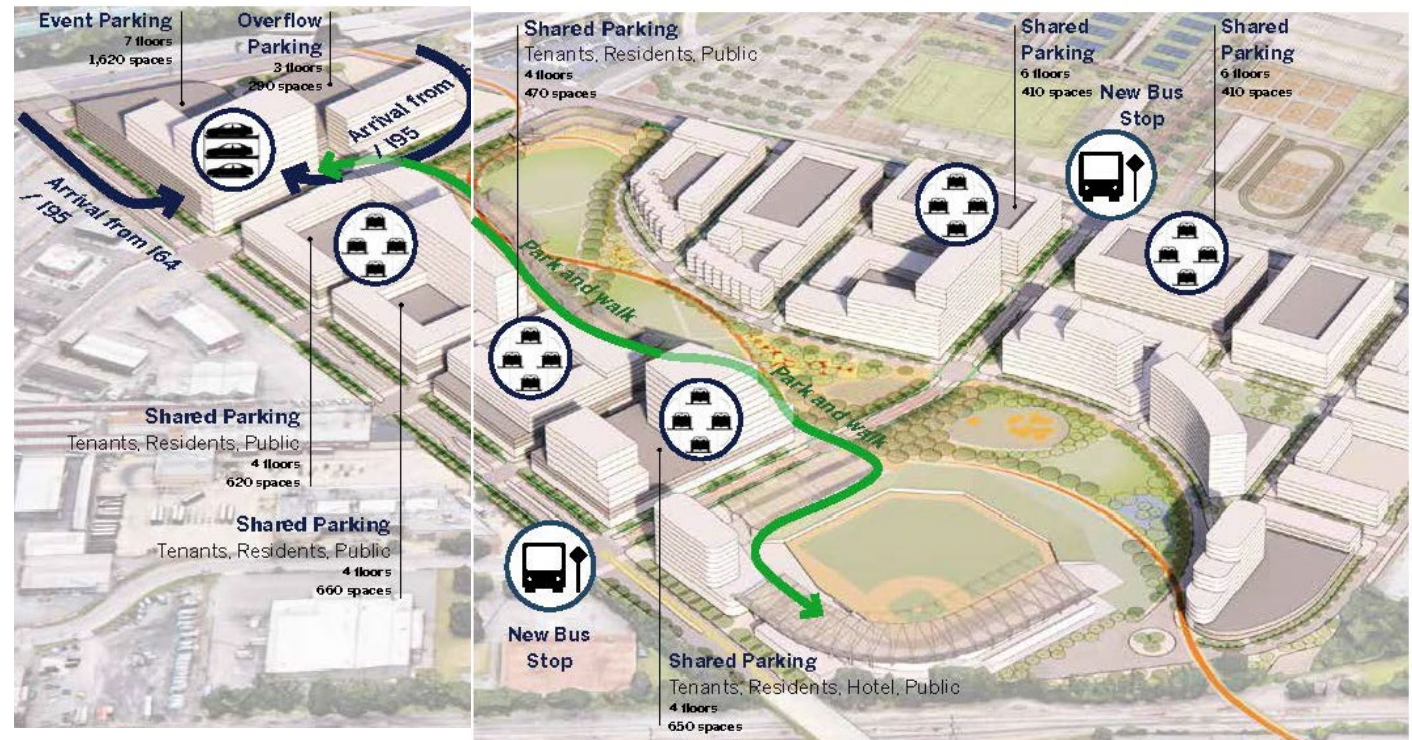 Event Parking
7 floors
1,620 spaces
Overflow
Parking
3 floors
290 spaces
Shared Parking
Tenants, Residents, Public
4 floors
470 spaces
Shared
Parking
6 floors
410 spaces
New Bus
Stop
Shared
Parking
6 floors
410 spaces
Arrival from
/ I95
Arrival from I64
/ I95
Park and walk
Park and walk
Shared Parking
Tenants, Residents, Public
4 floors
620 spaces
Shared Parking
Tenants, Residents, Public
4 floors
660 spaces
New Bus
Stop
Shared Parking
Tenants, Residents, Hotel, Public
4 floors
650 spaces